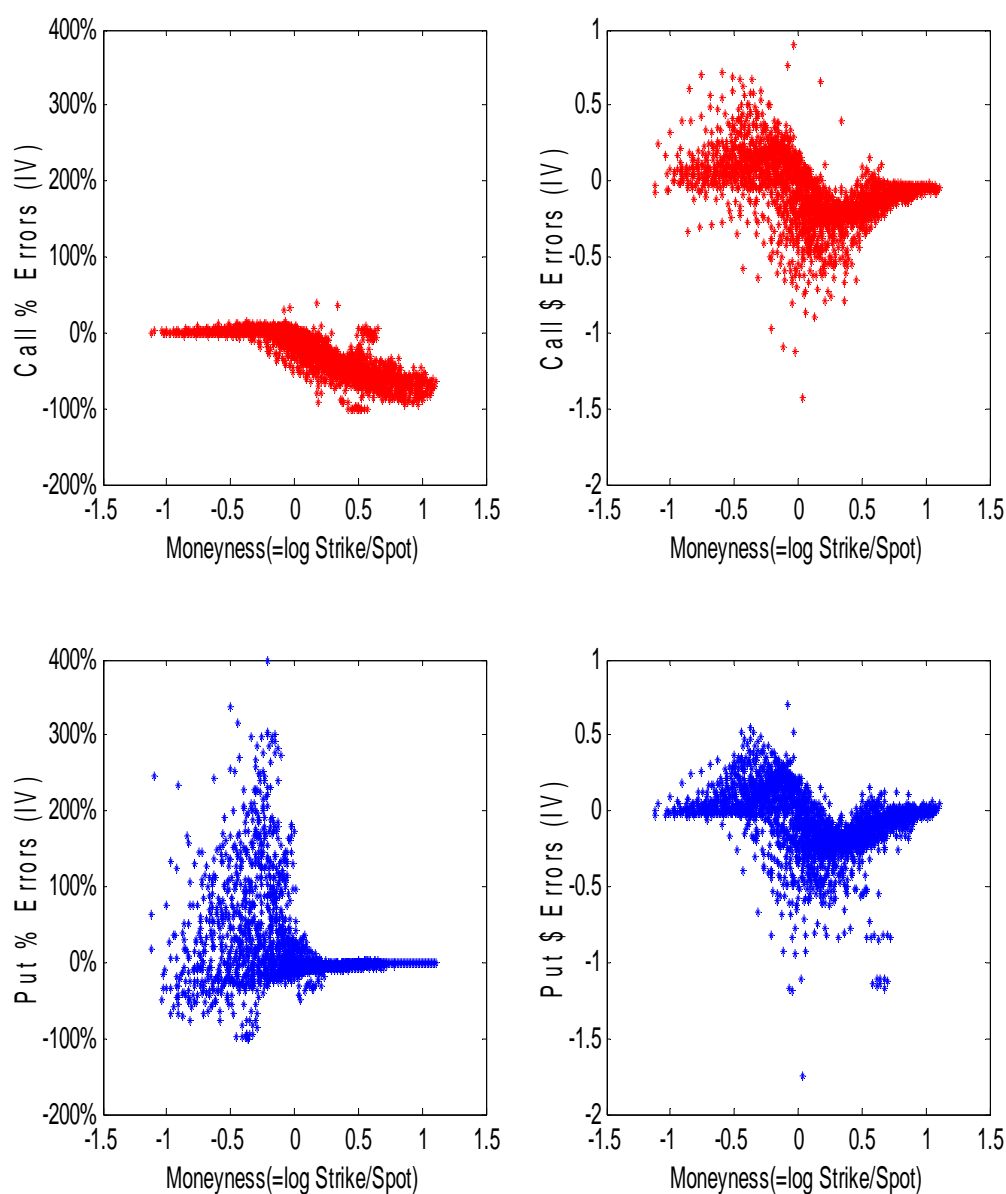 400%
300%
200%
100%
0%
-100%
-200%
Call % Errors (IV)
-1.5 -1 -0.5 0 0.5 1 1.5
Moneyness(=log Strike/Spot)
1
0.5
0
-0.5
-1
-1.5
-2
Call $ Errors (IV)
-1.5 -1 -0.5 0 0.5 1 1.5
Moneyness(=log Strike/Spot)
400%
300%
200%
100%
0%
-100%
-200%
Put % Errors (IV)
-1.5 -1 -0.5 0 0.5 1 1.5
Moneyness(=log Strike/Spot)
1
0.5
0
-0.5
-1
-1.5
-2
Put $ Errors (IV)
-1.5 -1 -0.5 0 0.5 1 1.5
Moneyness(=log Strike/Spot)